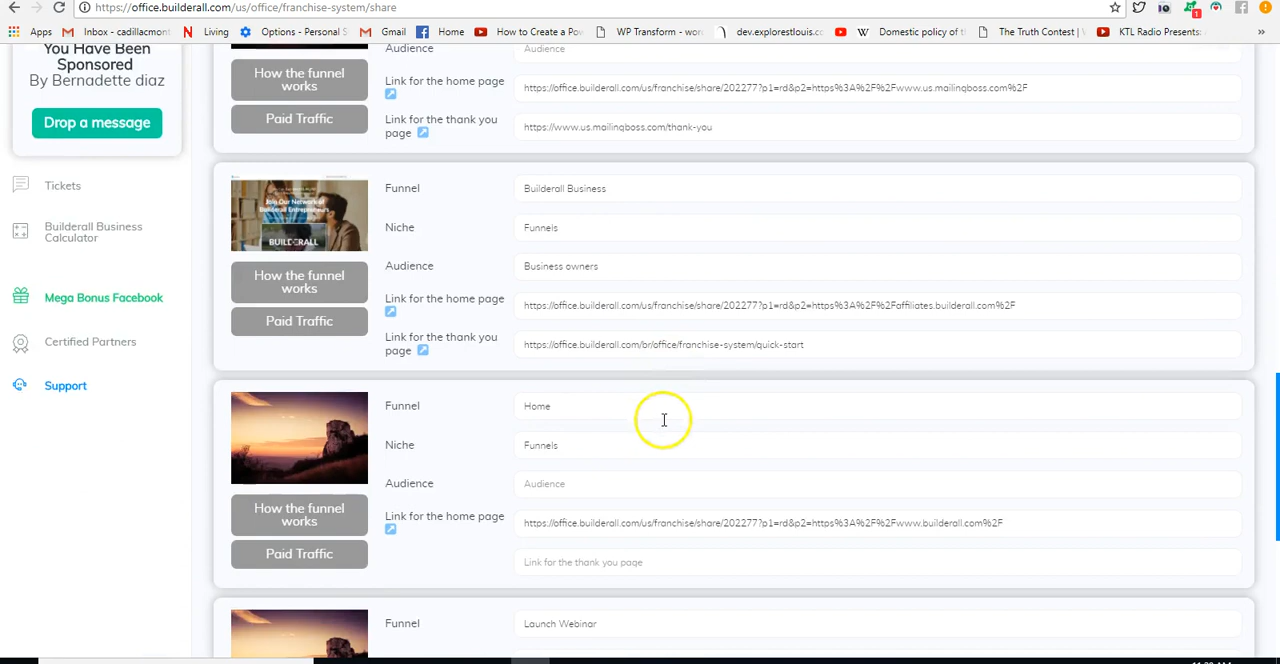 https://office.builderall.com/us/office/franchise-system/share
Apps
Inbox - cadillacmont
Living
Options - Personal S
Gmail
Home
How to Create a Pow
WP Transform - wor
dev.explorestlouis.co
Domestic policy of t
The Truth Contest |
KTL Radio Presents:
»
You Have Been
Sponsored
By Bernadette diaz
Drop a message
Tickets
Builderall Business
Calculator
Mega Bonus Facebook
Certified Partners
Support
Audience
Audience
How the funnel
works
Link for the home page
https://office.builderall.com/us/franchise/share/202277?p1=rd&p2=https%3A%2F%2Fwww.us.mailingboss.com%2F
Paid Traffic
Link for the thank you
page
https://www.us.mailingboss.com/thank-you
Join Our Network of
Builderall Entrepreneurs
BUILDERALL
Funnel
Builderall Business
Niche
Funnels
Audience
Business owners
How the funnel
works
Link for the home page
https://office.builderall.com/us/franchise/share/202277?p1=rd&p2=https%3A%2F%2Faffiliates.builderall.com%2F
Paid Traffic
Link for the thank you
page
https://office.builderall.com/br/office/franchise-system/quick-start
Funnel
Home
Niche
Funnels
Audience
Audience
How the funnel
works
Link for the home page
https://office.builderall.com/us/franchise/share/202277?p1=rd&p2=https%3A%2F%2Fwww.builderall.com%2F
Paid Traffic
Link for the thank you page
Funnel
Launch Webinar